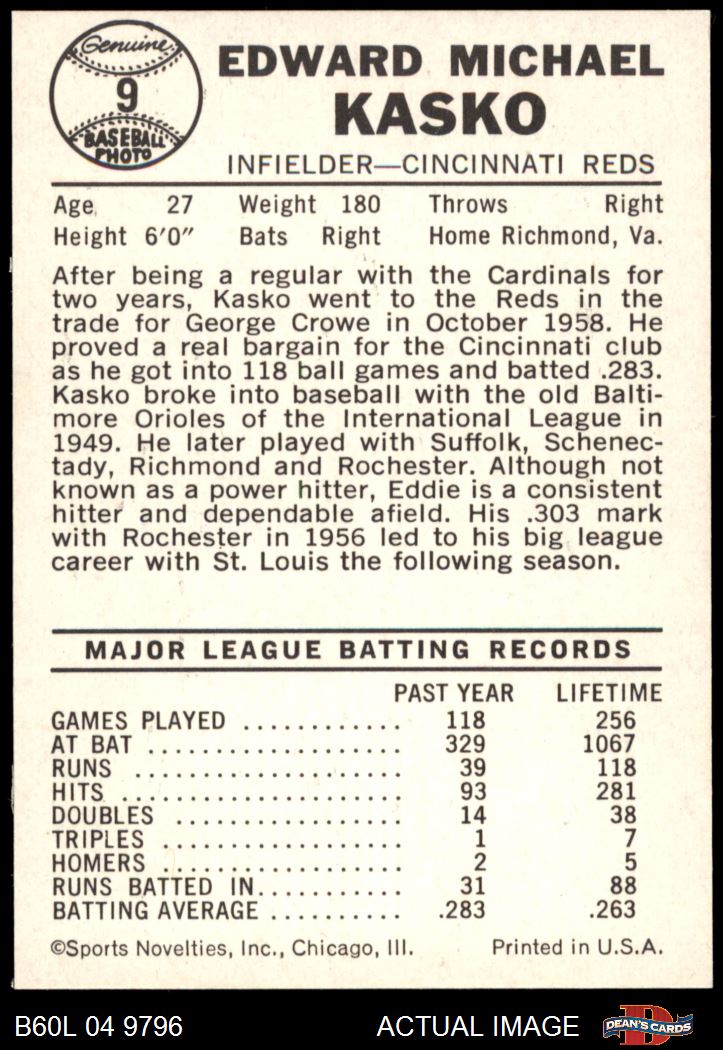 Genuine
9
BASEBALL
PHOTO
EDWARD MICHAEL
KASKO
INFIELDER—CINCINNATI REDS
Age 27 Weight 180 Throws Right
Height 6'0" Bats Right Home Richmond, Va.
After being a regular with the Cardinals for
two years, Kasko went to the Reds in the
trade for George Crowe in October 1958. He
proved a real bargain for the Cincinnati club
as he got into 118 ball games and batted .283.
Kasko broke into baseball with the old Balti-
more Orioles of the International League in
1949. He later played with Suffolk, Schenec-
tady, Richmond and Rochester. Although not
known as a power hitter, Eddie is a consistent
hitter and dependable afield. His .303 mark
with Rochester in 1956 led to his big league
career with St. Louis the following season.
MAJOR LEAGUE BATTING RECORDS
PAST YEAR LIFETIME
GAMES PLAYED ............ 118 256
AT BAT ................... 329 1067
RUNS .................... 39 118
HITS ..................... 93 281
DOUBLES ................. 14 38
TRIPLES .................. 1 7
HOMERS .................. 2 5
RUNS BATTED IN........... 31 88
BATTING AVERAGE .......... .283 .263
©Sports Novelties, Inc., Chicago, Ill. Printed in U.S.A.
B60L 04 9796 ACTUAL IMAGE D DEAN'S CARDS